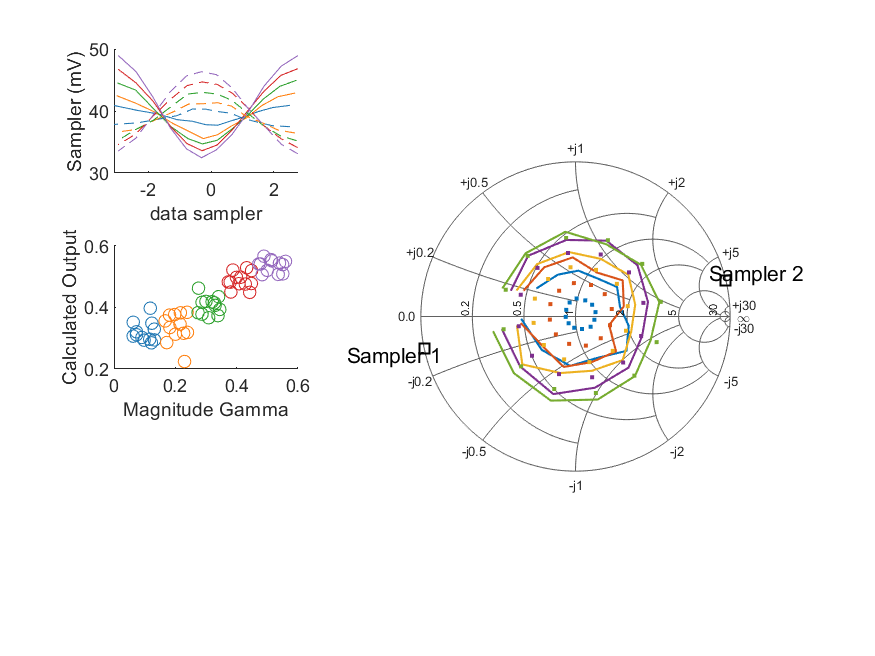 50
40
30
Sampler (mV)
-2
0
2
data sampler
0.6
0.4
0.2
Calculated Output
0
0.2
0.4
0.6
Magnitude Gamma
+j1
+j0.5
+j2
+j0.2
+j5
Sampler 2
0.0
0.2
0.5
1
2
5
30
+j30
∞
-j30
Sampler 1
-j0.2
-j5
-j0.5
-j2
-j1